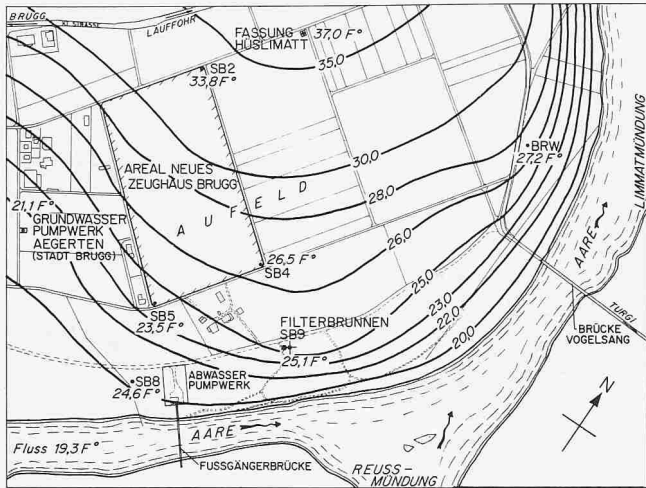 BRUGG
KL. STRASSE
LAUFFOHR
FASSUNG
HÜSLIMATT
37,0 F°
35,0
SB2
33,8 F°
30,0
BRW
27,2 F°
28,0
AREAL NEUES
ZEUGHAUS BRUGG
AUFELD
21,1 F°
GRUNDWASSER
PUMPWERK
AEGERTEN
(STADT BRUGG)
26,0
26,5 F°
SB4
25,0
23,0
22,0
20,0
SB5
23,5 F°
FILTERBRUNNEN
SB9
25,1 F°
SB8
24,6 F°
ABWASSER
PUMPWERK
LIMMATMÜNDUNG
AARE
TURGI
BRÜCKE
VOGELSANG
N
Fluss 19,3 F°
AARE
FUSSGÄNGERBRÜCKE
REUSS-
MÜNDUNG